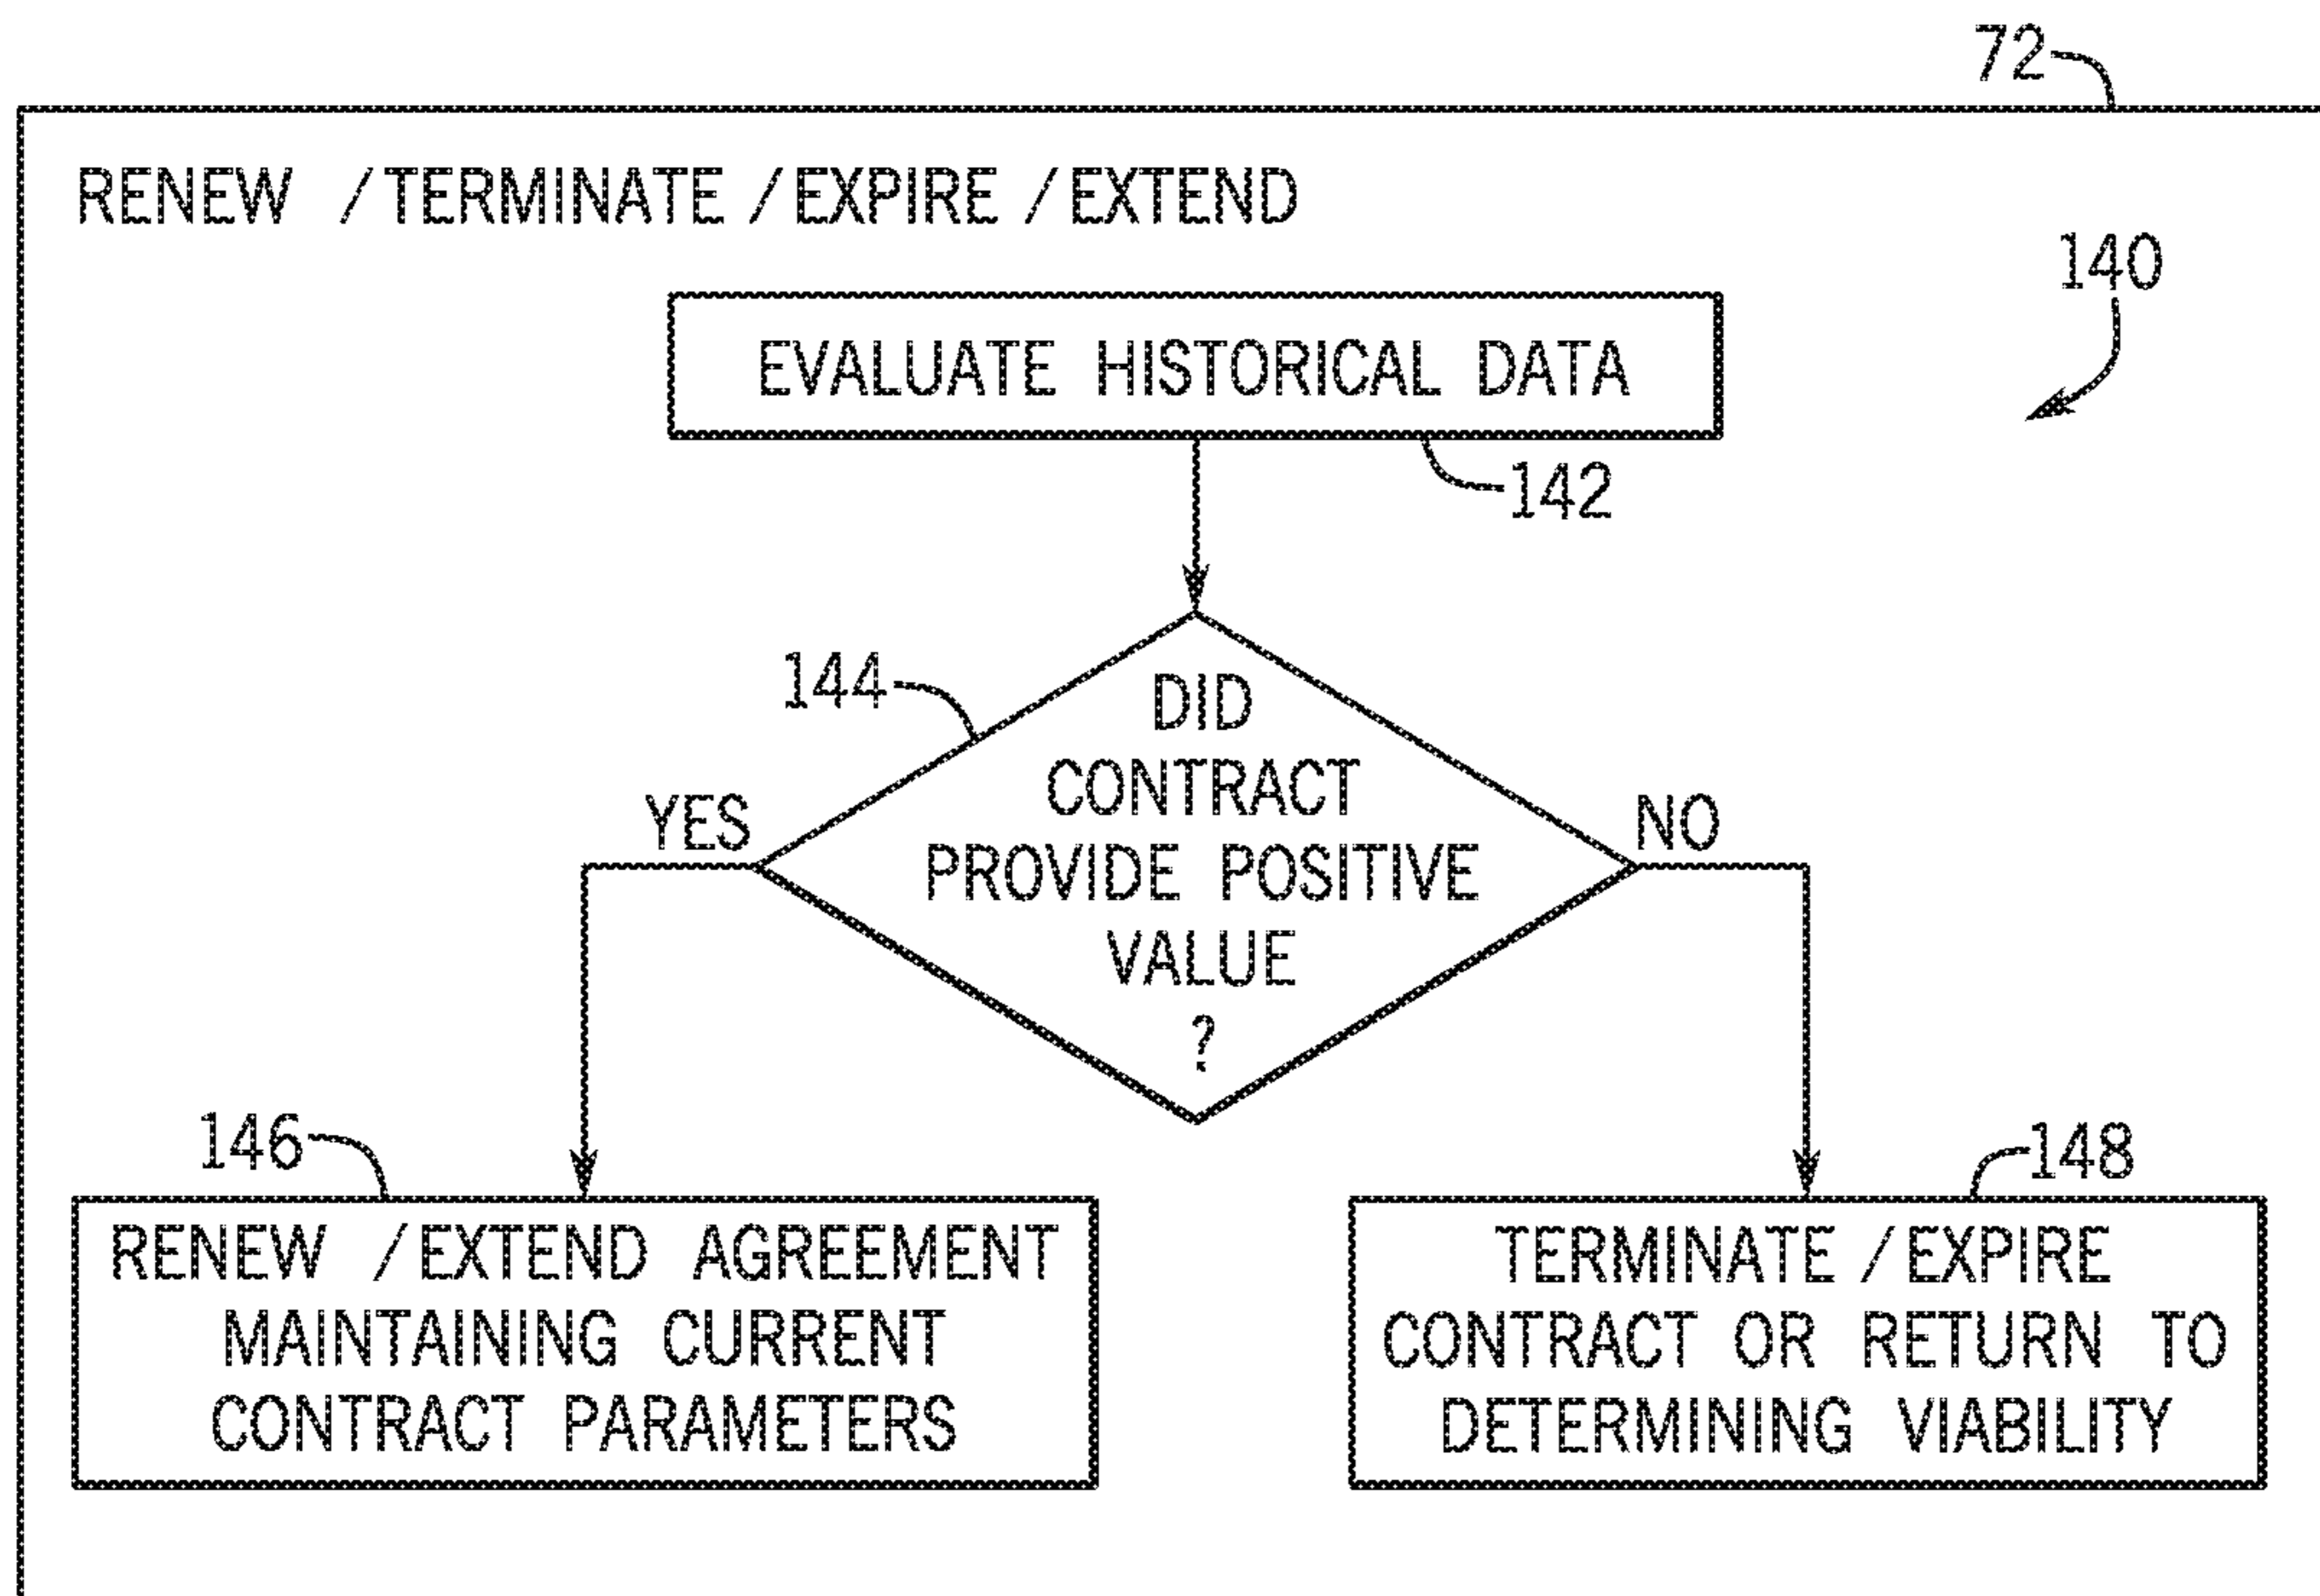 72
RENEW /TERMINATE /EXPIRE /EXTEND
140
EVALUATE HISTORICAL DATA
142
144
DID
CONTRACT
PROVIDE POSITIVE
VALUE
?
YES
NO
146
148
RENEW /EXTEND AGREEMENT
MAINTAINING CURRENT
CONTRACT PARAMETERS
TERMINATE /EXPIRE
CONTRACT OR RETURN TO
DETERMINING VIABILITY